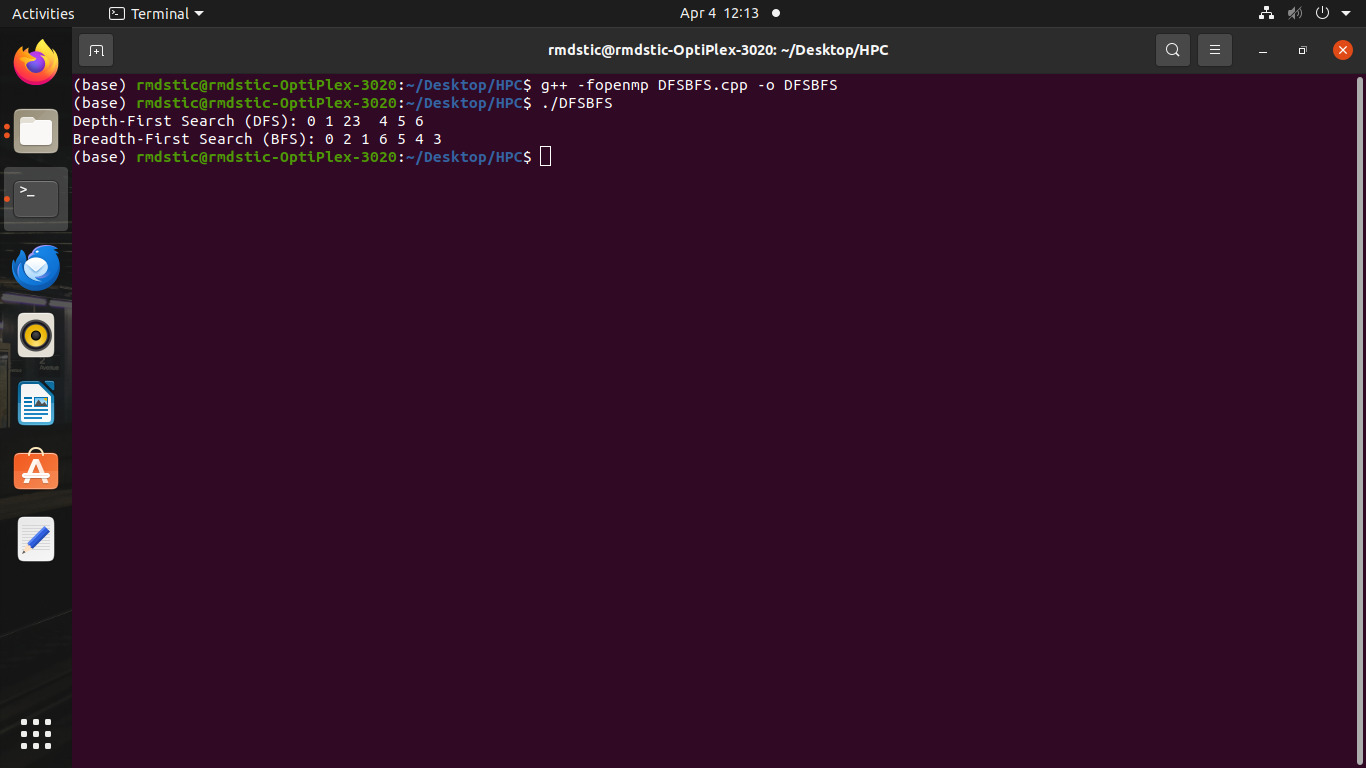 Activities
Terminal
Apr 4 12:13
rmdstic@rmdstic-OptiPlex-3020: ~/Desktop/HPC
(base) rmdstic@rmdstic-OptiPlex-3020:~/Desktop/HPC$ g++ -fopenmp DFSBFS.cpp -o DFSBFS
(base) rmdstic@rmdstic-OptiPlex-3020:~/Desktop/HPC$ ./DFSBFS
Depth-First Search (DFS): 0 1 23  4 5 6
Breadth-First Search (BFS): 0 2 1 6 5 4 3
(base) rmdstic@rmdstic-OptiPlex-3020:~/Desktop/HPC$